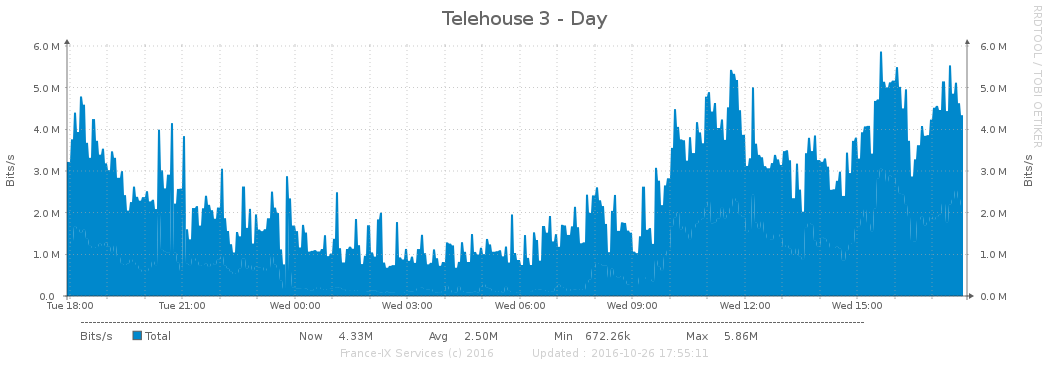 Telehouse 3 - Day
RRDTOOL / TOBI OETIKER
Bits/s
6.0 M 6.0 M
5.0 M 5.0 M
4.0 M 4.0 M
3.0 M 3.0 M
2.0 M 2.0 M
1.0 M 1.0 M
0.0 0.0 M
Bits/s
Tue 18:00 Tue 21:00 Wed 00:00 Wed 03:00 Wed 06:00 Wed 09:00 Wed 12:00 Wed 15:00
Bits/s Total Now 4.33M Avg 2.50M Min 672.26k Max 5.86M
France-IX Services (c) 2016 Updated : 2016-10-26 17:55:11